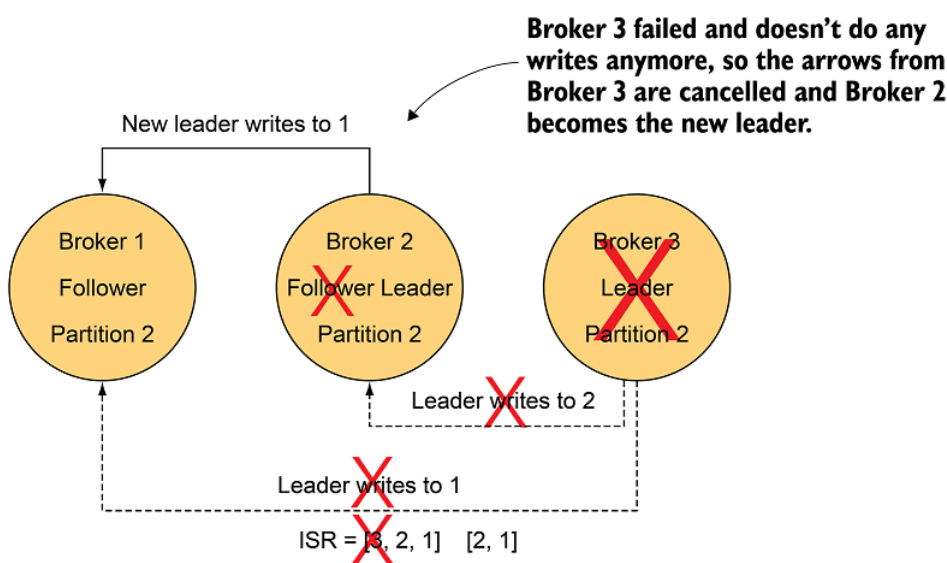 Broker 3 failed and doesn’t do any
writes anymore, so the arrows from
Broker 3 are cancelled and Broker 2
becomes the new leader.
New leader writes to 1
Broker 1
Follower
Partition 2
Broker 2
Follower Leader
Partition 2
Broker 3
Leader
Partition 2
Leader writes to 2
Leader writes to 1
ISR = [3, 2, 1] [2, 1]